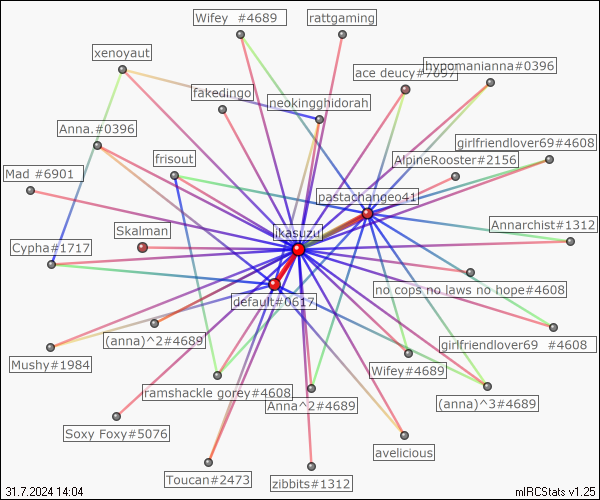 Wifey  #4689
rattgaming
xenoyaut
ace deucy#7697
hypomanianna#0396
fakedingo
neokingghidorah
Anna.#0396
girlfriendlover69#4608
frisout
AlpineRooster#2156
Mad #6901
pastachangeo41
Annarchist#1312
Skalman
ikasuzu
Cypha#1717
no cops no laws no hope#4608
default#0617
(anna)^2#4689
girlfriendlover69  #4608
Mushy#1984
Wifey#4689
ramshackle gorey#4608
Anna^2#4689
(anna)^3#4689
Soxy Foxy#5076
avelicious
Toucan#2473
zibbits#1312
31.7.2024 14:04
mIRCStats v1.25